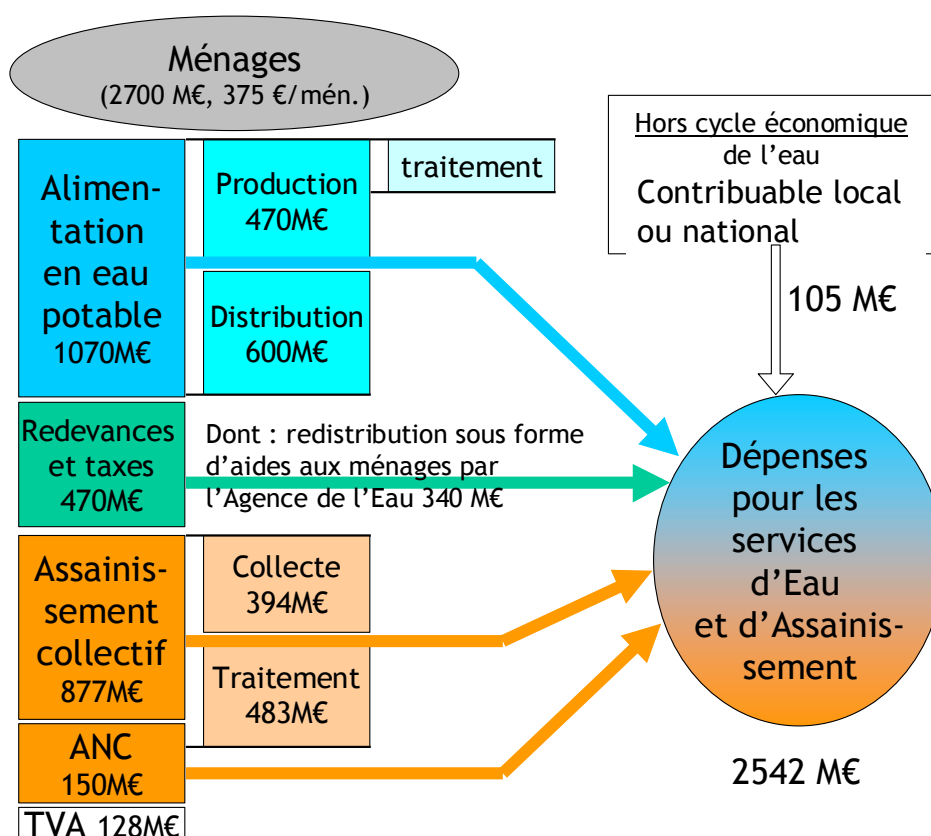 Ménages
(2700 M€, 375 €/mén.)
Alimen-
tation
en eau
potable
1070M€
Production
470M€
traitement
Distribution
600M€
Hors cycle économique
de l’eau
Contribuable local
ou national
105 M€
Redevances
et taxes
470M€
Dont : redistribution sous forme
d’aides aux ménages par
l’Agence de l’Eau 340 M€
Assainis-
sement
collectif
877M€
Collecte
394M€
Traitement
483M€
ANC
150M€
TVA 128M€
Dépenses
pour les
services
d’Eau
et d’Assainis-
sement
2542 M€